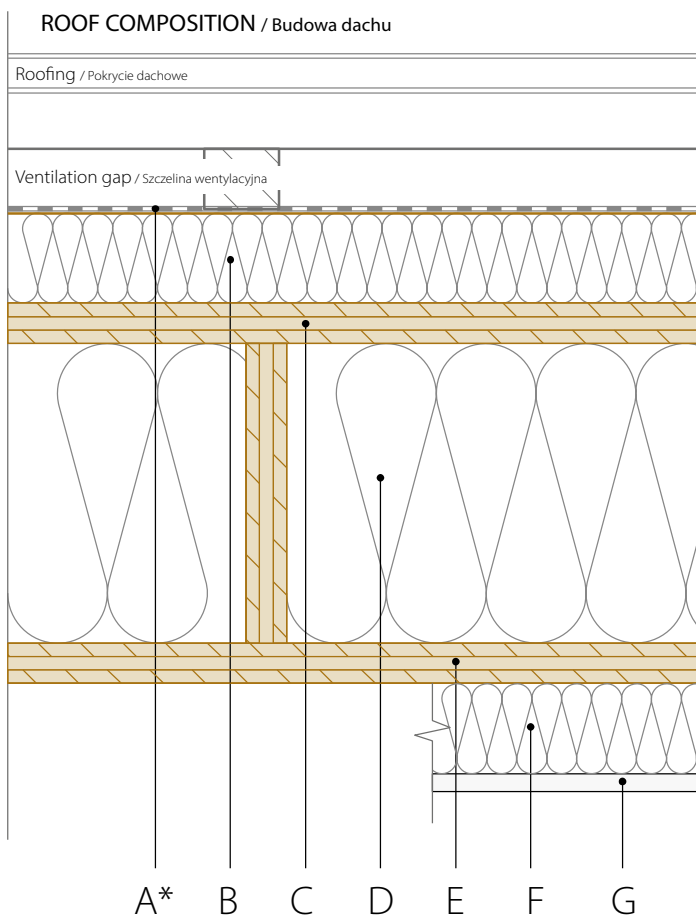 ROOF COMPOSITION / Budowa dachu
Roofing / Pokrycie dachowe
Ventilation gap / Szczelina wentylacyjna
A* B C D E F G